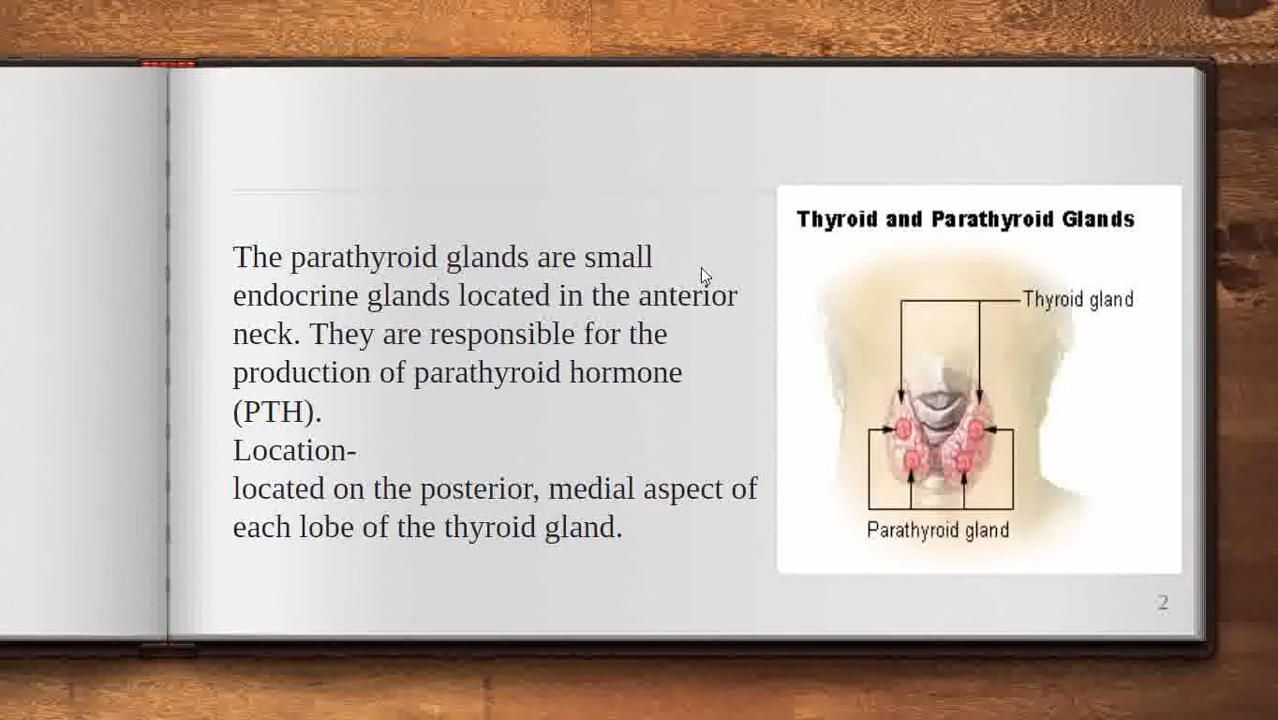 The parathyroid glands are small
endocrine glands located in the anterior
neck. They are responsible for the
production of parathyroid hormone
(PTH).
Location-
located on the posterior, medial aspect of
each lobe of the thyroid gland.
Thyroid and Parathyroid Glands
Thyroid gland
Parathyroid gland
2